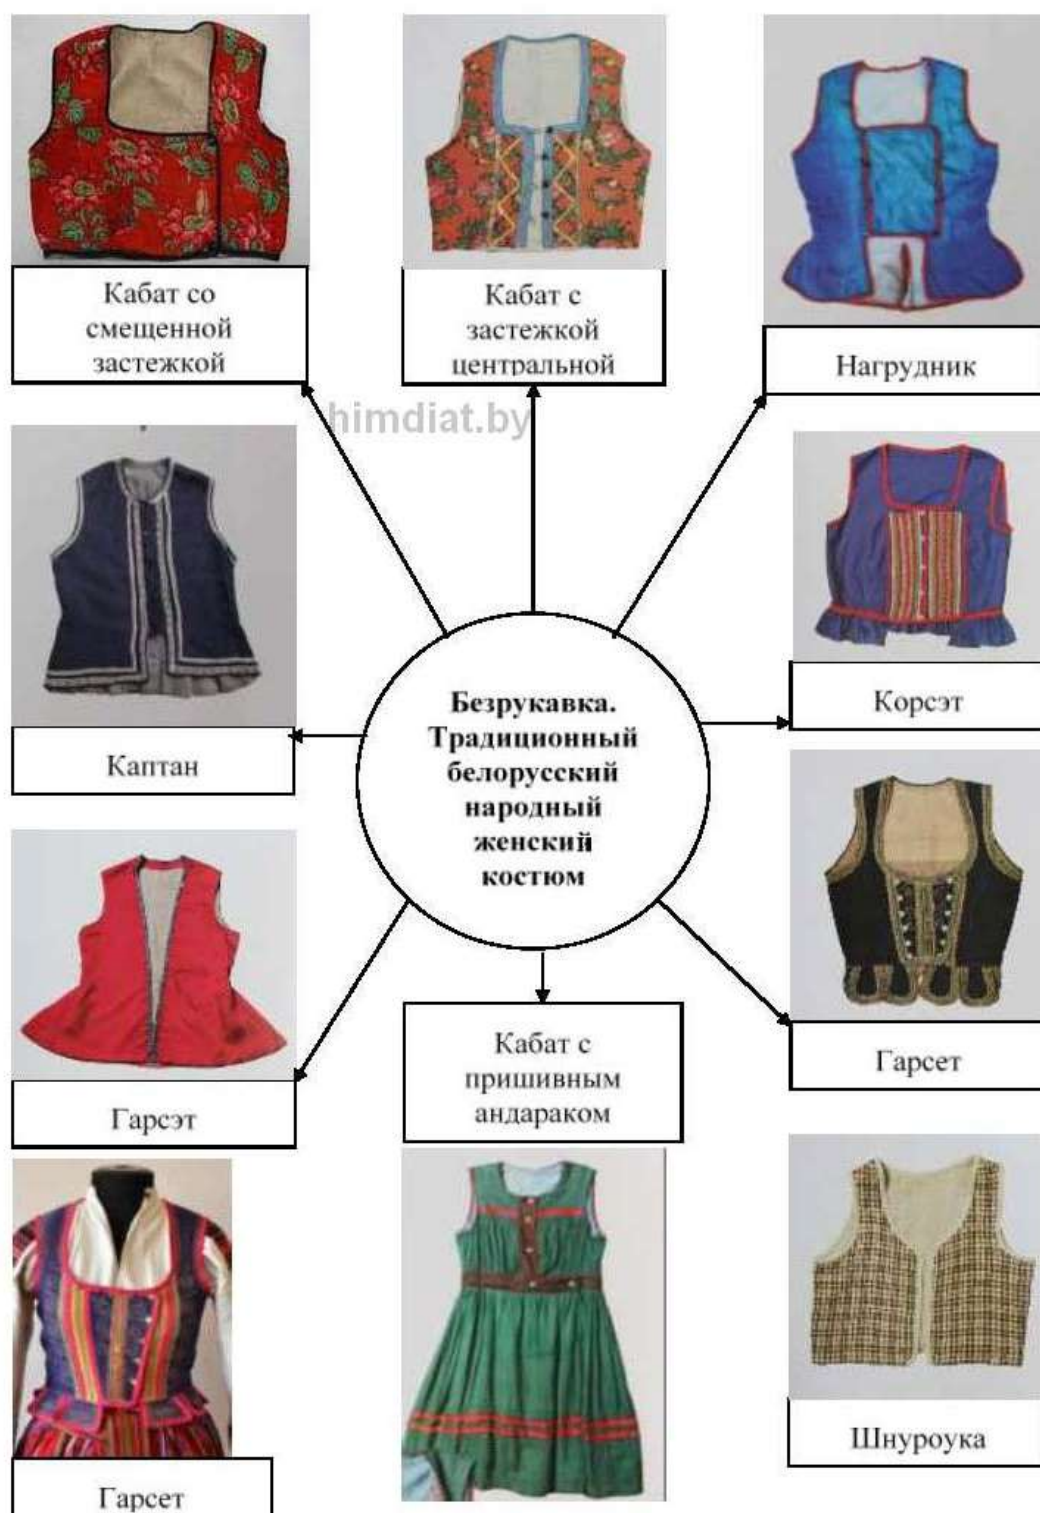 Кабат со
смещенной
застежкой
Кабат с
застежкой
центральной
Нагрудник
himdiat.by
Каптан
Корсэт
Безрукавка.
Традиционный
белорусский
народный
женский
костюм
Гарсэт
Кабат с
пришивным
андараком
Гарсет
Гарсет
Шнуроука